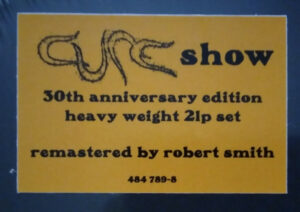 CURE show
30th anniversary edition
heavy weight 2lp set
remastered by robert smith
484 789-8